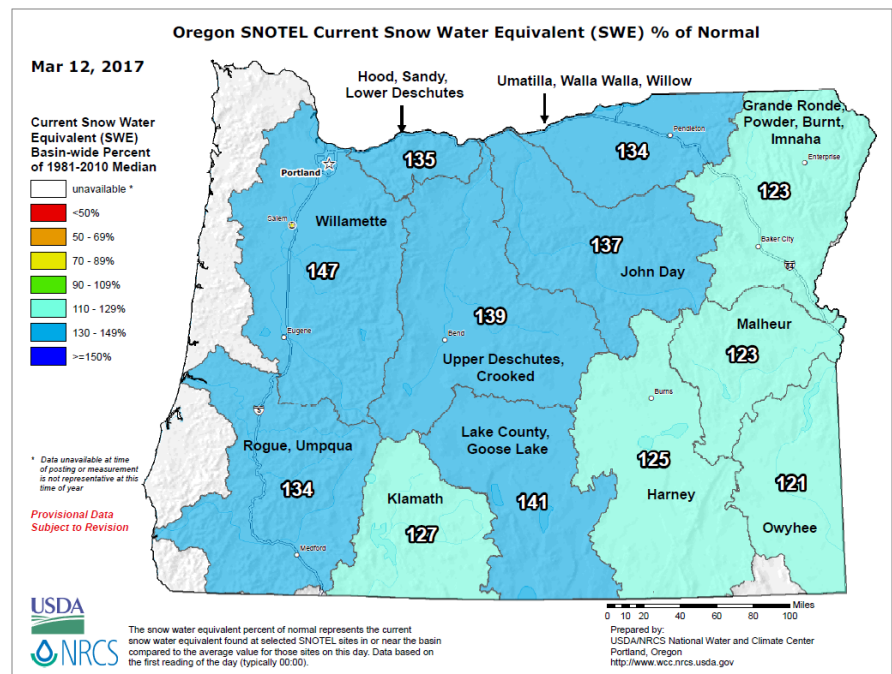 Oregon SNOTEL Current Snow Water Equivalent (SWE) % of Normal
Mar 12, 2017
Current Snow Water
Equivalent (SWE)
Basin-wide Percent
of 1981-2010 Median
unavailable *
<50%
50 - 69%
70 - 89%
90 - 109%
110 - 129%
130 - 149%
>=150%
* Data unavailable at time
of posting or measurement
is not representative at this
time of year
Provisional Data
Subject to Revision
Hood, Sandy,
Lower Deschutes
135
Umatilla, Walla Walla, Willow
134
Pendleton
Grande Ronde,
Powder, Burnt,
Imnaha
Enterprise
123
Baker City
84
Portland
Salem
Willamette
147
Eugene
137
John Day
139
Bend
Upper Deschutes,
Crooked
Malheur
123
Burns
125
Harney
121
Owyhee
5
Rogue, Umpqua
134
Medford
Klamath
127
Lake County,
Goose Lake
141
USDA
NRCS
The snow water equivalent percent of normal represents the current
snow water equivalent found at selected SNOTEL sites in or near the basin
compared to the average value for those sites on this day. Data based on
the first reading of the day (typically 00:00).
Miles
0 10 20 40 60 80 100
Prepared by:
USDA/NRCS National Water and Climate Center
Portland, Oregon
http://www.wcc.nrcs.usda.gov